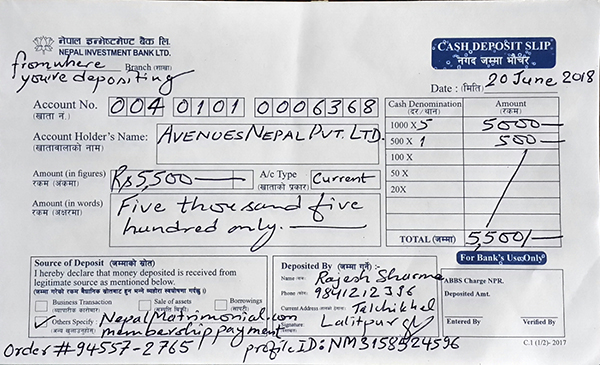 नेपाल इन्भेष्टमेण्ट बैंक लि.
NEPAL INVESTMENT BANK LTD.
CASH DEPOSIT SLIP
नगद जम्मा भौचर
from where Branch (शाखा)
you're depositing
Date : (मिति) 20 June 2018
Account No. 004 0101 0006368
(खाता नं.)
Account Holder's Name: AVENUES NEPAL PVT. LTD.
(खातावालाको नाम)
Amount (in figures) Rs 5,500 A/c Type Current
रकम (अंकमा) (खाताको प्रकार)
Amount (in words) Five thousand five
रकम (अक्षरमा) hundred only.
Cash Denomination Amount
(दर / थान) (रकम)
1000 X 5 5000
500 X 1 500
100 X
50 X
20X
TOTAL (जम्मा) 5,500/
Source of Deposit (जम्माको स्रोत)
I hereby declare that money deposited is received from
legitimate source as mentioned below.
Business Transaction Sale of assets Borrowings
Others Specify : NepalMatrimonial.com
membership payment
Order # 94557-2765
Deposited By (जम्मा गर्ने) :
Name Rajesh Sharma
Phone 9841212336
Current Address Talchikhel
Signature Lalitpur
profile ID: NM3158524596
For Bank's Use Only
ABBS Charge NPR.
Deposited Amt.
Entered By Verified By
C.1 (1/2)- 2017